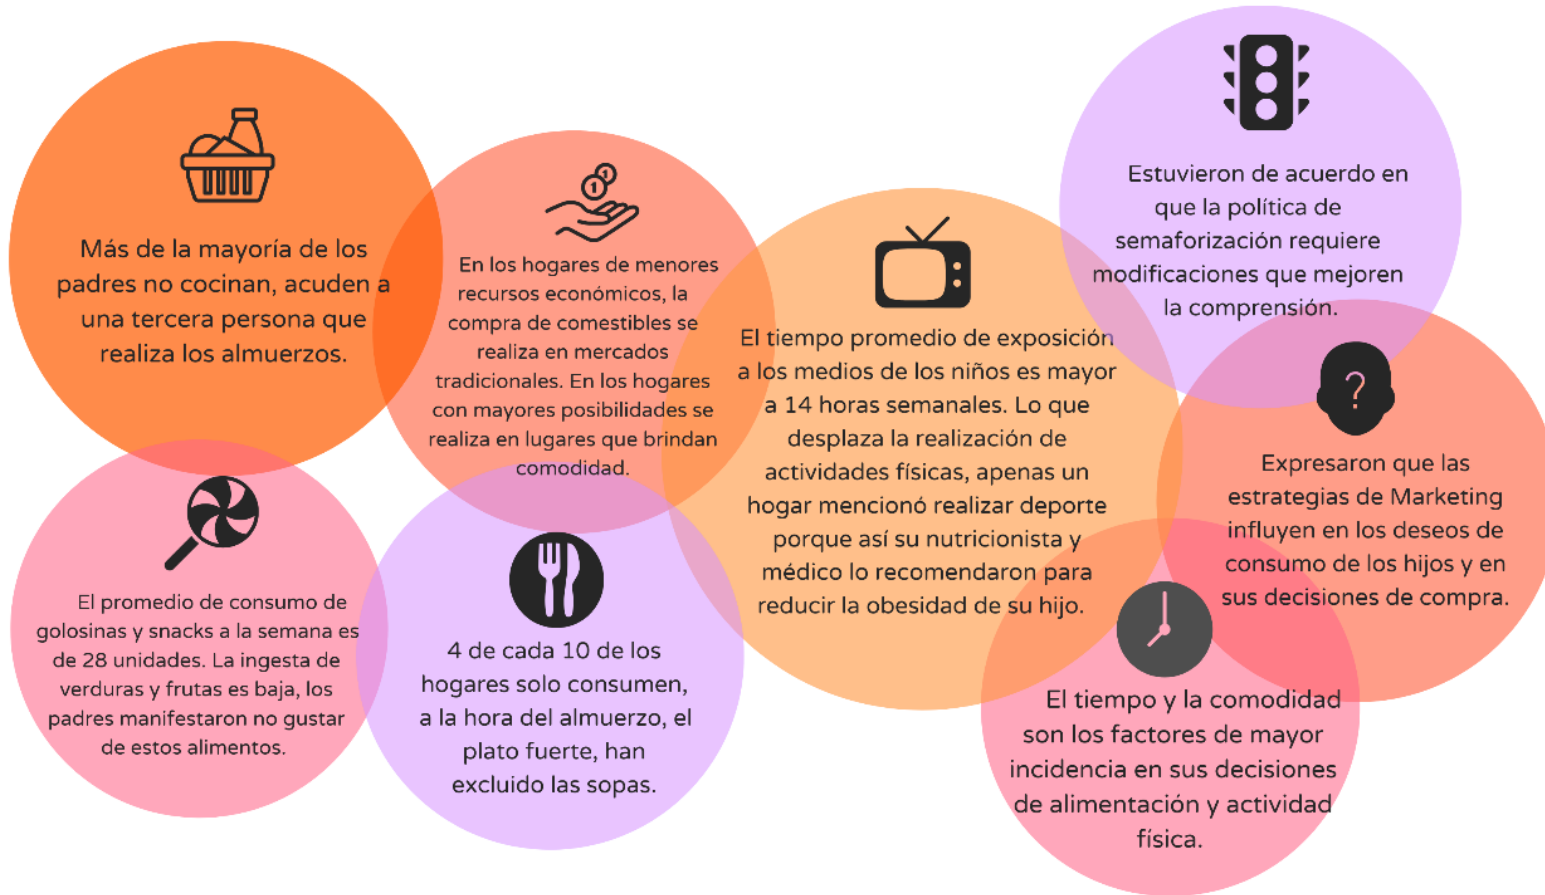 Más de la mayoría de los
padres no cocinan, acuden a
una tercera persona que
realiza los almuerzos.
1
1
En los hogares de menores
recursos económicos, la
compra de comestibles se
realiza en mercados
tradicionales. En los hogares
con mayores posibilidades se
realiza en lugares que brindan
comodidad.
El tiempo promedio de exposición
a los medios de los niños es mayor
a 14 horas semanales. Lo que
desplaza la realización de
actividades físicas, apenas un
hogar mencionó realizar deporte
porque así su nutricionista y
médico lo recomendaron para
reducir la obesidad de su hijo.
Estuvieron de acuerdo en
que la política de
semaforización requiere
modificaciones que mejoren
la comprensión.
?
Expresaron que las
estrategias de Marketing
influyen en los deseos de
consumo de los hijos y en
sus decisiones de compra.
El promedio de consumo de
golosinas y snacks a la semana es
de 28 unidades. La ingesta de
verduras y frutas es baja, los
padres manifestaron no gustar
de estos alimentos.
4 de cada 10 de los
hogares solo consumen,
a la hora del almuerzo, el
plato fuerte, han
excluido las sopas.
El tiempo y la comodidad
son los factores de mayor
incidencia en sus decisiones
de alimentación y actividad
física.